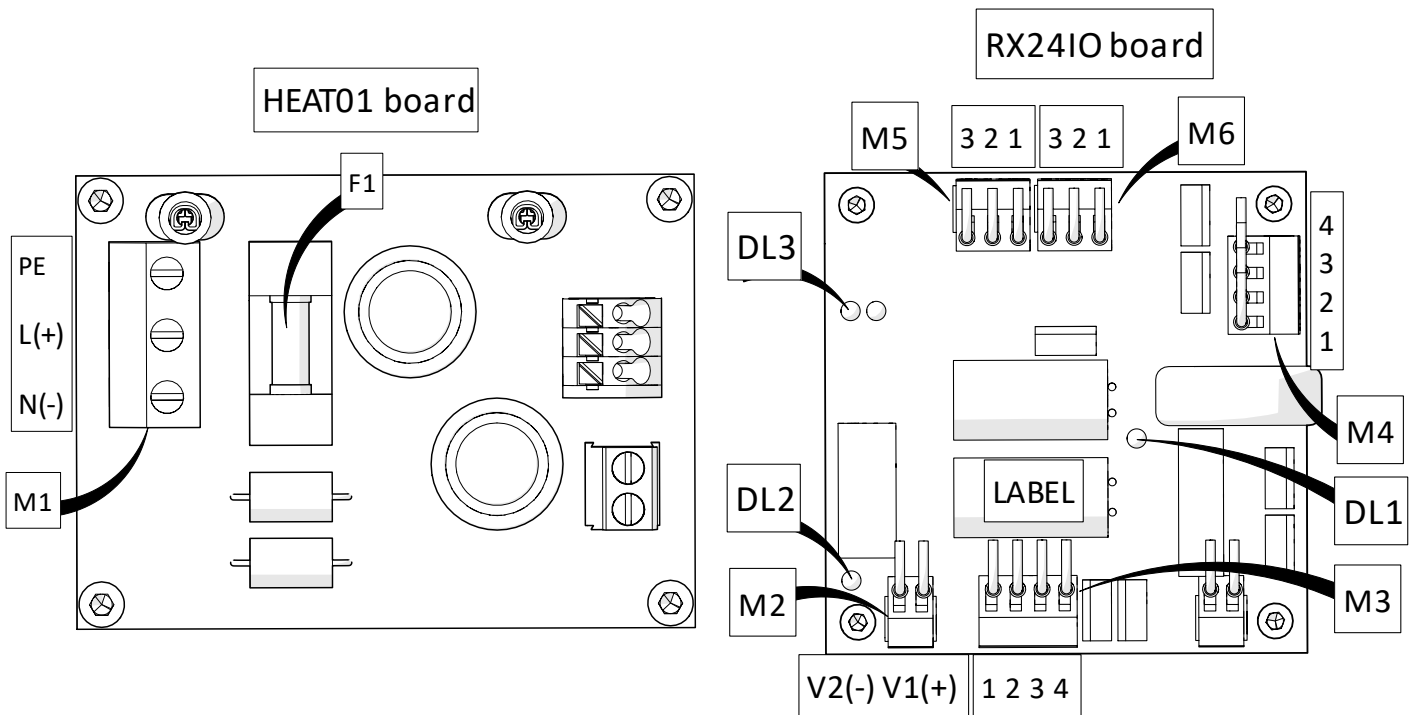 HEAT01 board
RX24IO board
F1
PE
L(+)
N(-)
M1
M5
3 2 1
3 2 1
M6
DL3
4
3
2
1
M4
LABEL
DL2
DL1
M2
M3
V2(-) V1(+)
1 2 3 4